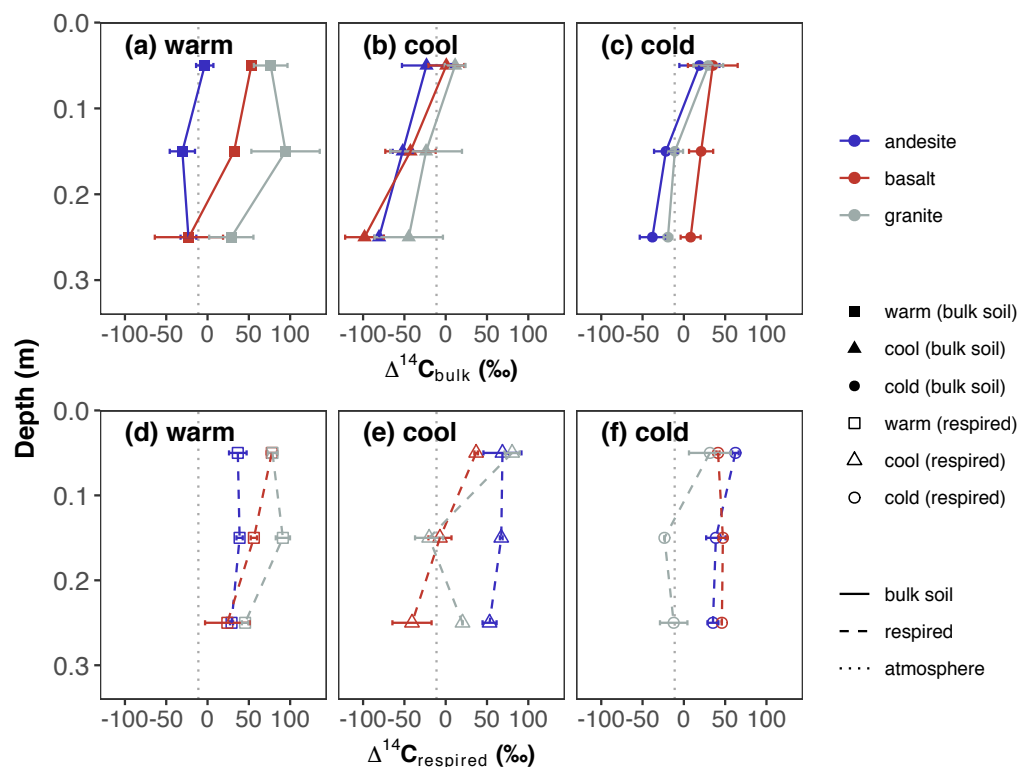 (a) warm
(b) cool
(c) cold
0.0
0.1
0.2
0.3
-100 -50 0 50 100
-100 -50 0 50 100
-100 -50 0 50 100
Δ14Cbulk (‰)
Depth (m)
(d) warm
(e) cool
(f) cold
0.0
0.1
0.2
0.3
-100 -50 0 50 100
-100 -50 0 50 100
-100 -50 0 50 100
Δ14Crespired (‰)
andesite
basalt
granite
warm (bulk soil)
cool (bulk soil)
cold (bulk soil)
warm (respired)
cool (respired)
cold (respired)
bulk soil
respired
atmosphere